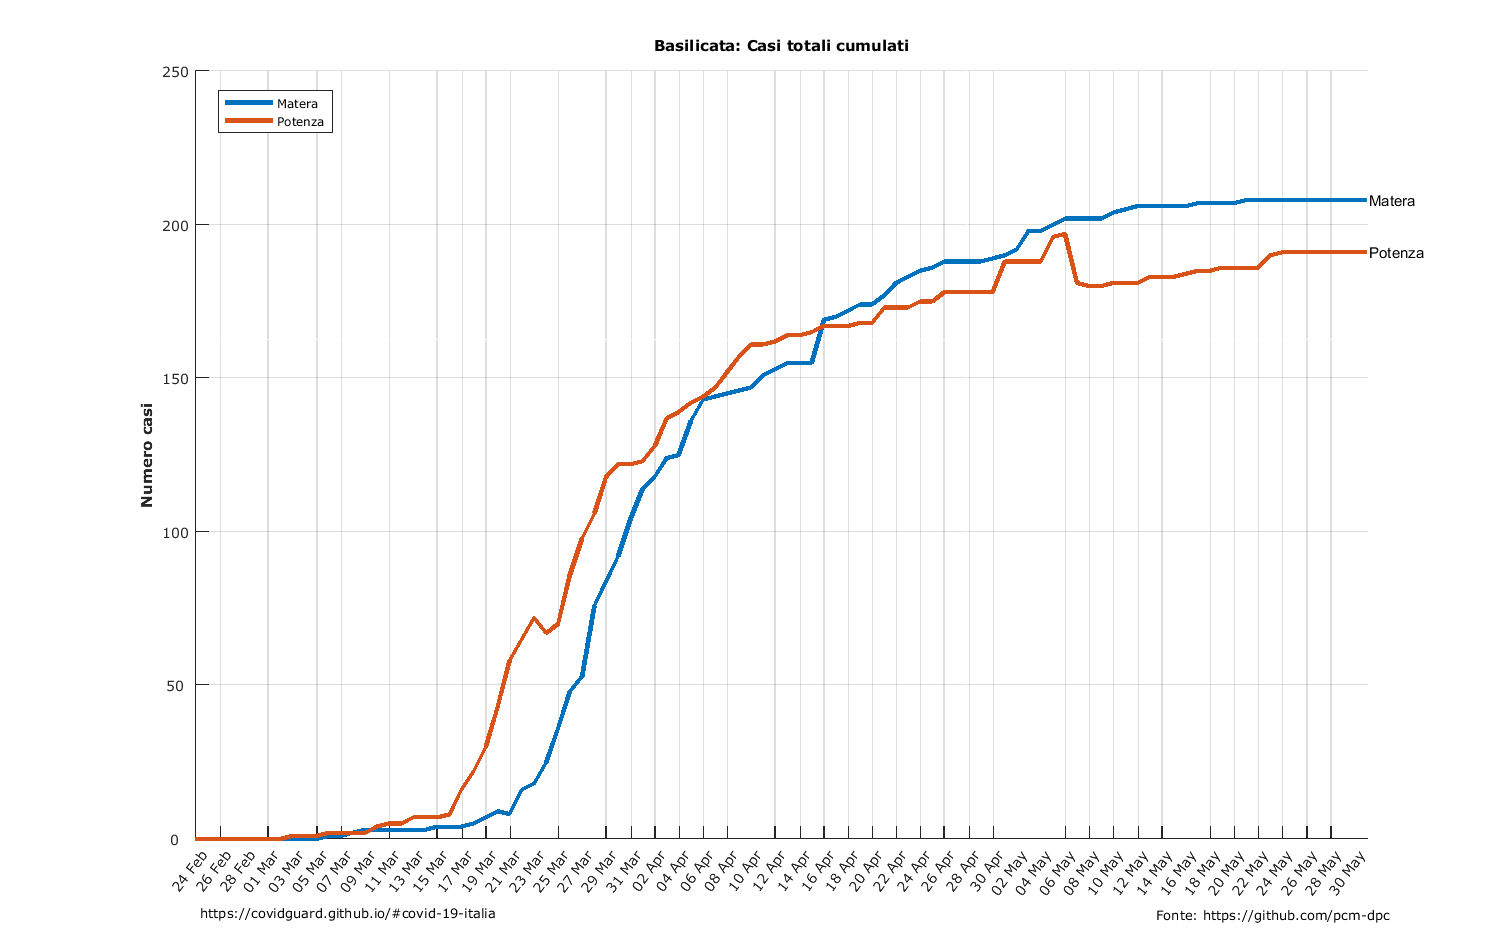 Basilicata: Casi totali cumulati
250
200
150
100
50
0
Numero casi
Matera
Potenza
Matera
Potenza
24 Feb
26 Feb
28 Feb
01 Mar
03 Mar
05 Mar
07 Mar
09 Mar
11 Mar
13 Mar
15 Mar
17 Mar
19 Mar
21 Mar
23 Mar
25 Mar
27 Mar
29 Mar
31 Mar
02 Apr
04 Apr
06 Apr
08 Apr
10 Apr
12 Apr
14 Apr
16 Apr
18 Apr
20 Apr
22 Apr
24 Apr
26 Apr
28 Apr
30 Apr
02 May
04 May
06 May
08 May
10 May
12 May
14 May
16 May
18 May
20 May
22 May
24 May
26 May
28 May
30 May
https://covidguard.github.io/#covid-19-italia
Fonte: https://github.com/pcm-dpc